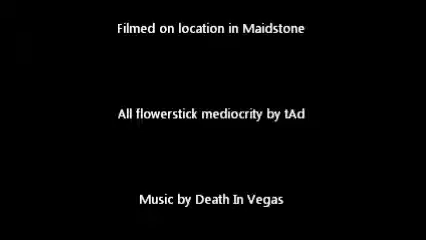 Filmed on location in Maidstone
All flowerstick mediocrity by tAd
Music by Death In Vegas